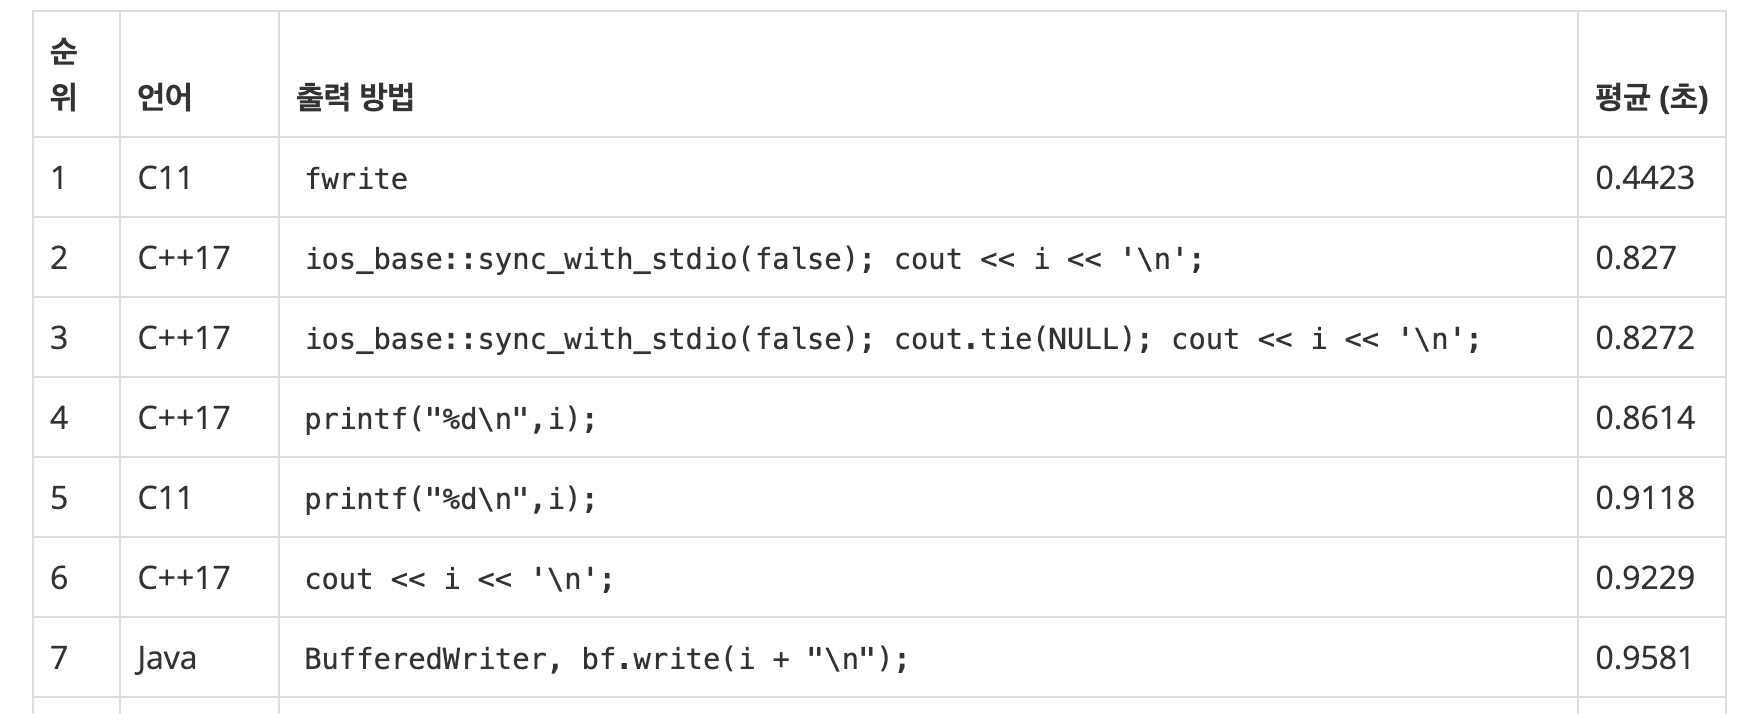 순
위 언어 출력 방법 평균 (초)
1 C11 fwrite 0.4423
2 C++17 ios_base::sync_with_stdio(false); cout << i << '\n'; 0.827
3 C++17 ios_base::sync_with_stdio(false); cout.tie(NULL); cout << i << '\n'; 0.8272
4 C++17 printf("%d\n",i); 0.8614
5 C11 printf("%d\n",i); 0.9118
6 C++17 cout << i << '\n'; 0.9229
7 Java BufferedWriter, bf.write(i + "\n"); 0.9581